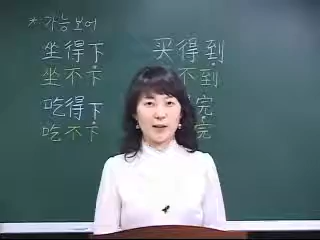 *가능보어
坐得下 买得到
坐不下 不到
吃得下 完
吃不下 完